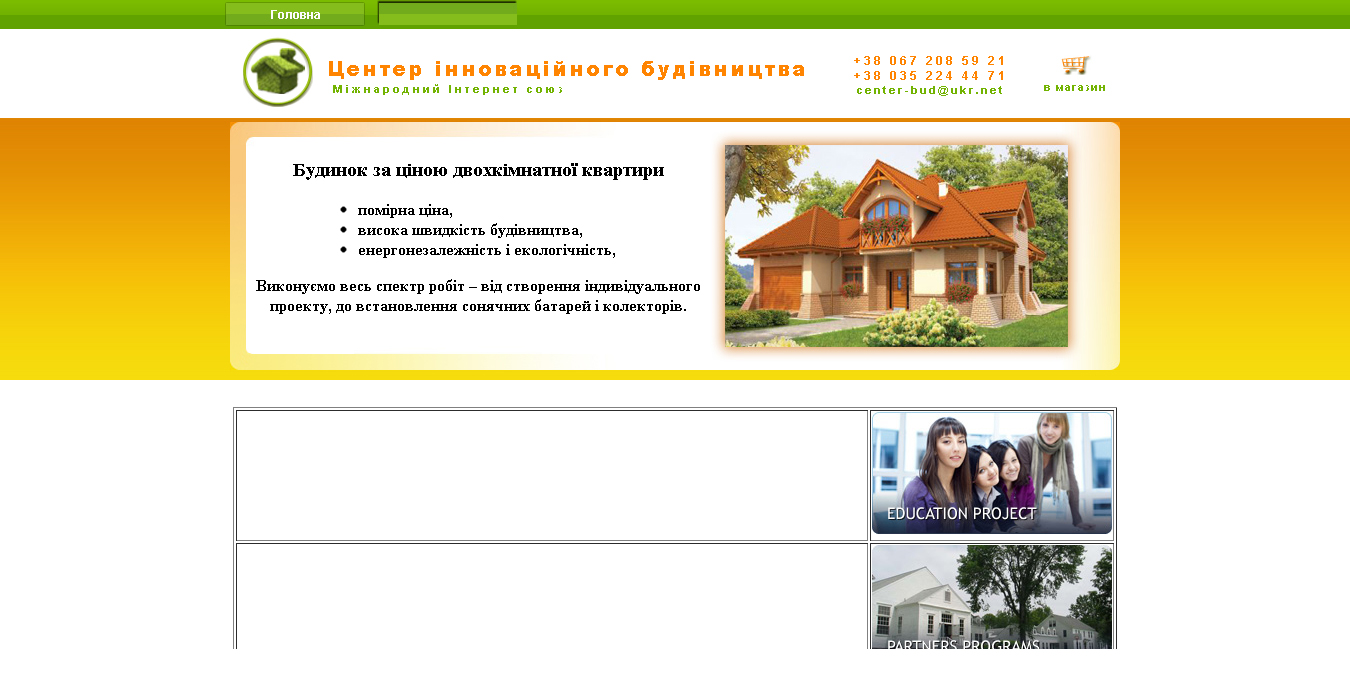 Головна
Центер інноваційного будівництва
Міжнародний Інтернет союз
+38 067 208 59 21
+38 035 224 44 71
center-bud@ukr.net
в магазин
Будинок за ціною двохкімнатної квартири
помірна ціна,
висока швидкість будівництва,
енергонезалежність і екологічність,
Виконуємо весь спектр робіт – від створення індивідуального
проекту, до встановлення сонячних батарей і колекторів.
EDUCATION PROJECT
PARTNERS PROGRAMS